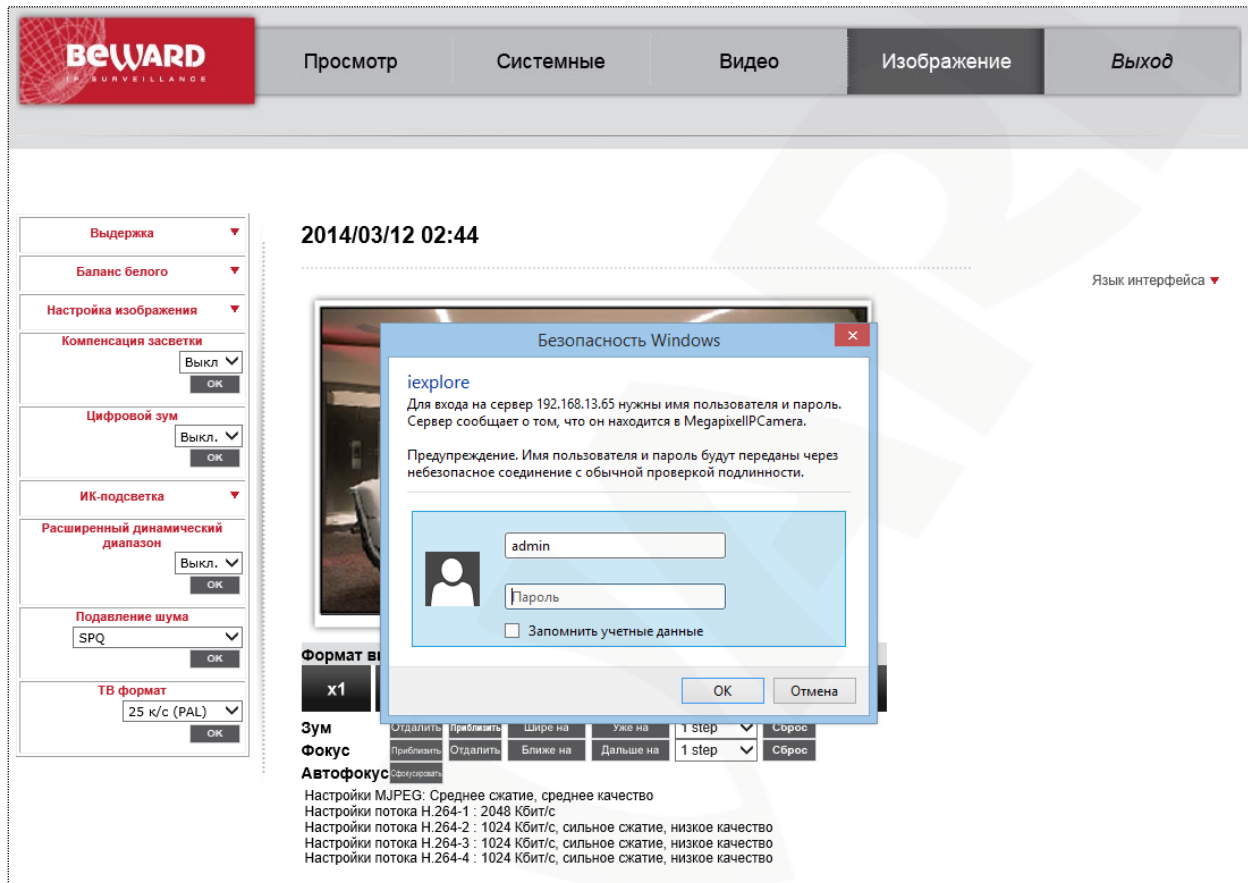 BEWARD
IP SURVEILLANCE
Просмотр
Системные
Видео
Изображение
Выход
Выдержка
Баланс белого
Настройка изображения
Компенсация засветки
Выкл
OK
Цифровой зум
Выкл.
OK
ИК-подсветка
Расширенный динамический
диапазон
Выкл.
OK
Подавление шума
SPQ
OK
ТВ формат
25 к/с (PAL)
OK
2014/03/12 02:44
Язык интерфейса
Безопасность Windows
iexplore
Для входа на сервер 192.168.13.65 нужны имя пользователя и пароль.
Сервер сообщает о том, что он находится в MegapixelIPCamera.
Предупреждение. Имя пользователя и пароль будут переданы через
небезопасное соединение с обычной проверкой подлинности.
admin
Пароль
Запомнить учетные данные
OK
Отмена
Формат
x1
Зум
Отдалить Приблизить Шире на Уже на 1 step Сброс
Фокус
Приблизить Отдалить Ближе на Дальше на 1 step Сброс
Автофокус Сфокусировать
Настройки MJPEG: Среднее сжатие, среднее качество
Настройки потока H.264-1 : 2048 Кбит/с
Настройки потока H.264-2 : 1024 Кбит/с, сильное сжатие, низкое качество
Настройки потока H.264-3 : 1024 Кбит/с, сильное сжатие, низкое качество
Настройки потока H.264-4 : 1024 Кбит/с, сильное сжатие, низкое качество